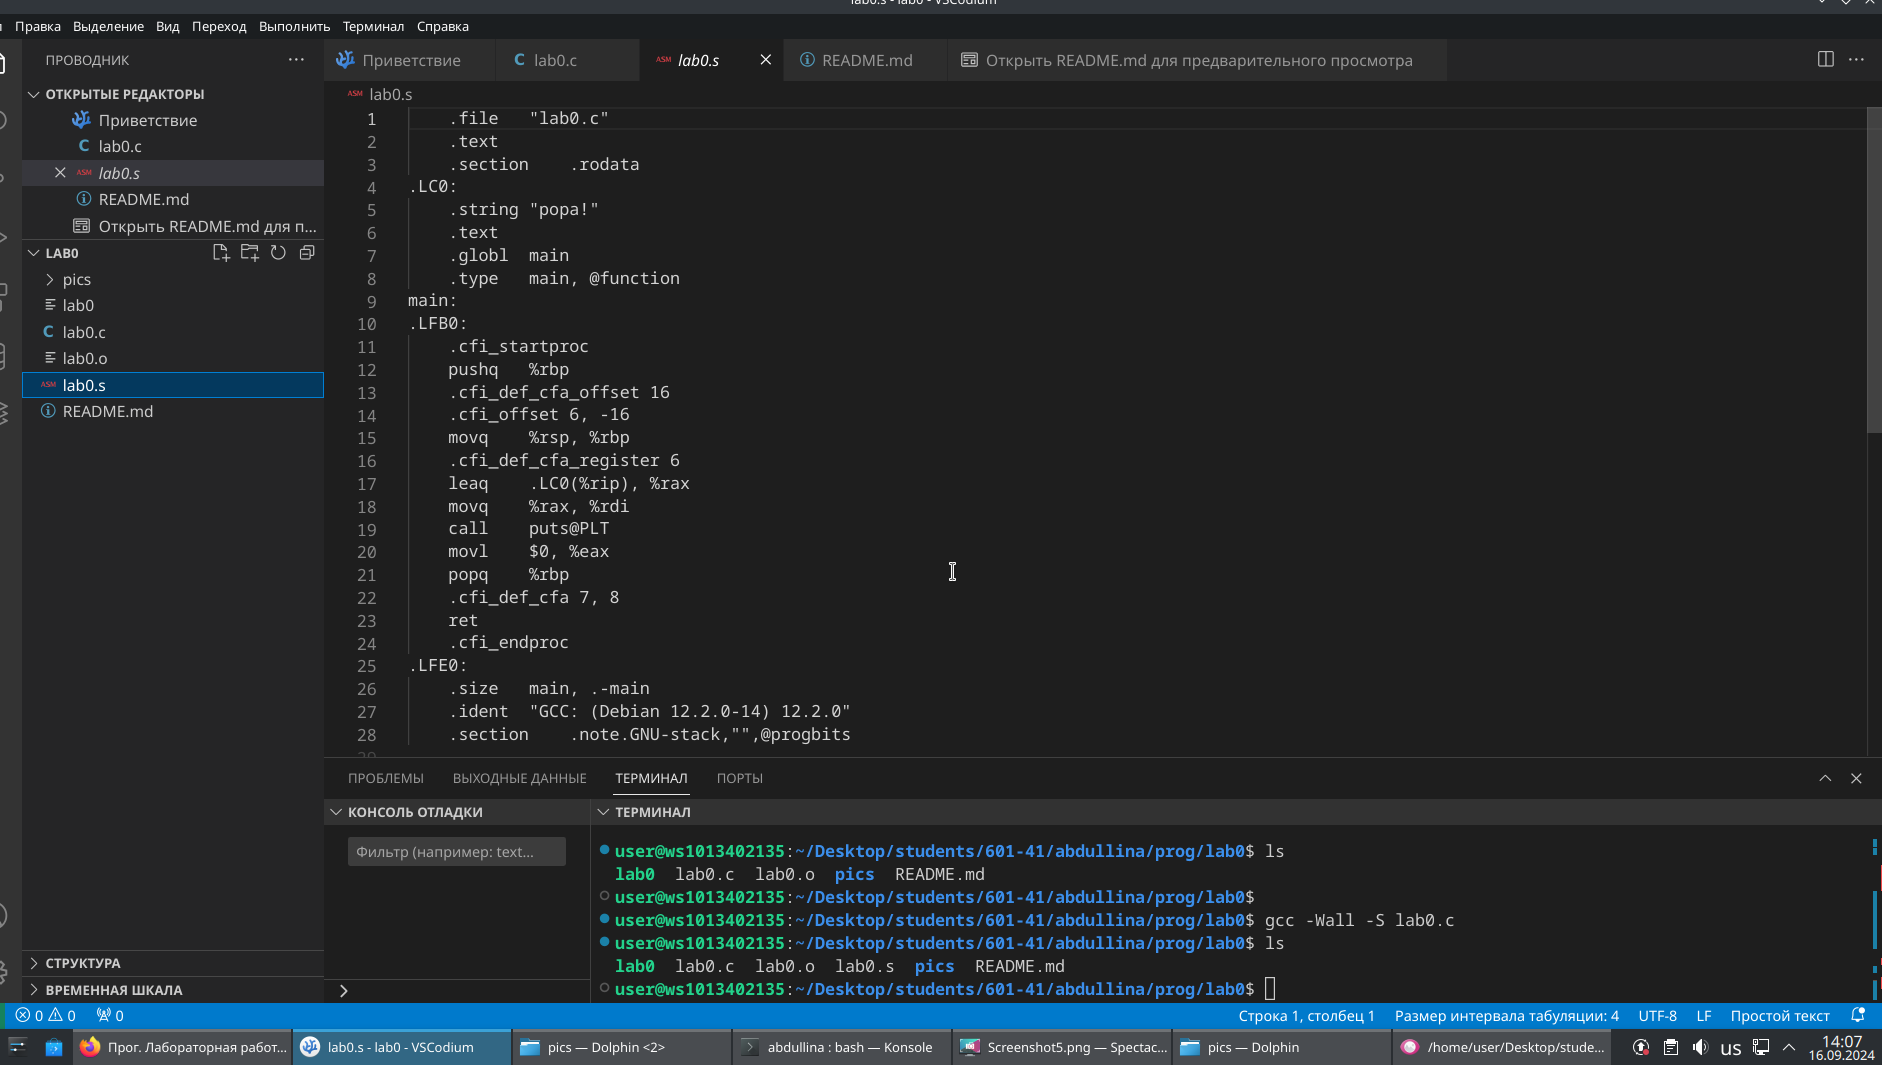 lab0.s - lab0 - VSCodium
Правка Выделение Вид Переход Выполнить Терминал Справка
ПРОВОДНИК
Приветствие
lab0.c
lab0.s
README.md
Открыть README.md для предварительного просмотра
ОТКРЫТЫЕ РЕДАКТОРЫ
Приветствие
lab0.c
ASM lab0.s
README.md
Открыть README.md для п...
LAB0
pics
lab0
lab0.c
lab0.o
ASM lab0.s
README.md
СТРУКТУРА
ВРЕМЕННАЯ ШКАЛА
ASM lab0.s
1 .file "lab0.c"
2 .text
3 .section .rodata
4 .LC0:
5 .string "popa!"
6 .text
7 .globl main
8 .type main, @function
9 main:
10 .LFB0:
11 .cfi_startproc
12 pushq %rbp
13 .cfi_def_cfa_offset 16
14 .cfi_offset 6, -16
15 movq %rsp, %rbp
16 .cfi_def_cfa_register 6
17 leaq .LC0(%rip), %rax
18 movq %rax, %rdi
19 call puts@PLT
20 movl $0, %eax
21 popq %rbp
22 .cfi_def_cfa 7, 8
23 ret
24 .cfi_endproc
25 .LFE0:
26 .size main, .-main
27 .ident "GCC: (Debian 12.2.0-14) 12.2.0"
28 .section .note.GNU-stack,"",@progbits
ПРОБЛЕМЫ ВЫХОДНЫЕ ДАННЫЕ ТЕРМИНАЛ ПОРТЫ
КОНСОЛЬ ОТЛАДКИ
Фильтр (например: text...
ТЕРМИНАЛ
user@ws1013402135:~/Desktop/students/601-41/abdullina/prog/lab0$ ls
lab0 lab0.c lab0.o pics README.md
user@ws1013402135:~/Desktop/students/601-41/abdullina/prog/lab0$
user@ws1013402135:~/Desktop/students/601-41/abdullina/prog/lab0$ gcc -Wall -S lab0.c
user@ws1013402135:~/Desktop/students/601-41/abdullina/prog/lab0$ ls
lab0 lab0.c lab0.o lab0.s pics README.md
user@ws1013402135:~/Desktop/students/601-41/abdullina/prog/lab0$
0 0 0 Строка 1, столбец 1 Размер интервала табуляции: 4 UTF-8 LF Простой текст
Прог. Лабораторная работ... lab0.s - lab0 - VSCodium pics — Dolphin <2> abdullina : bash — Konsole Screenshot5.png — Spectac... pics — Dolphin /home/user/Desktop/stude... us 14:07
16.09.2024